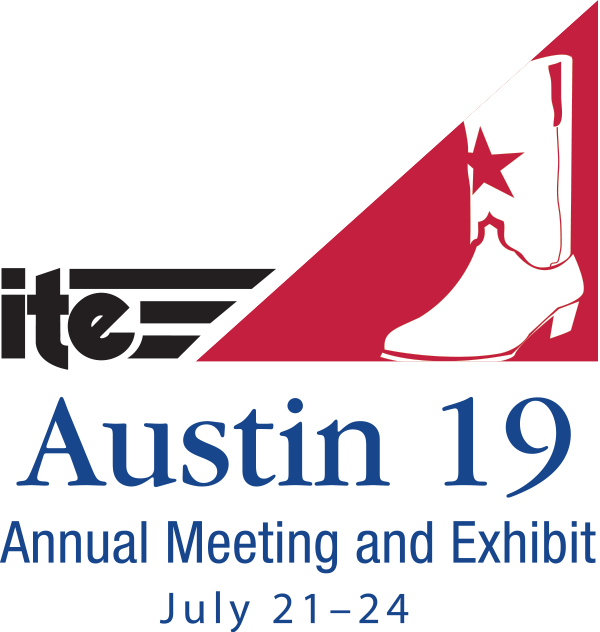 ite
Austin 19
Annual Meeting and Exhibit
July 21–24